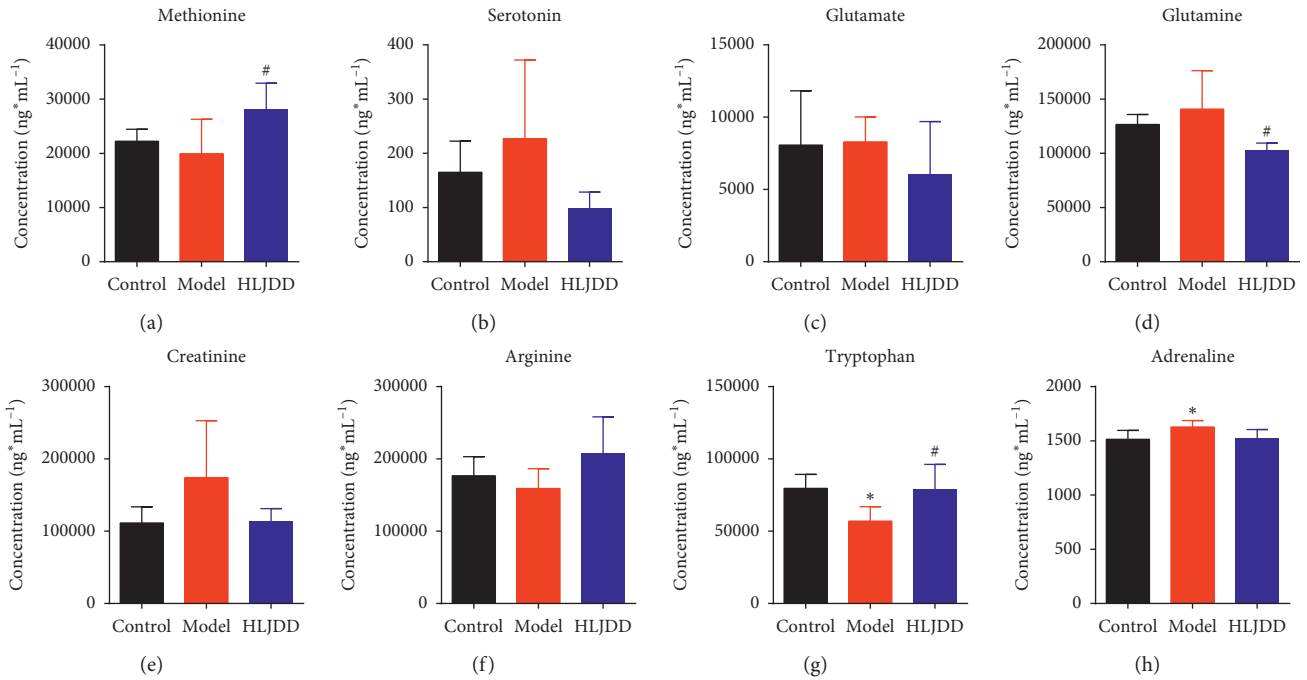 Methionine
Concentration (ng*mL−1)
40000
30000
20000
10000
0
#
Control Model HLJDD
(a)
Serotonin
Concentration (ng*mL−1)
400
300
200
100
0
Control Model HLJDD
(b)
Glutamate
Concentration (ng*mL−1)
15000
10000
5000
0
Control Model HLJDD
(c)
Glutamine
Concentration (ng*mL−1)
200000
150000
100000
50000
0
#
Control Model HLJDD
(d)
Creatinine
Concentration (ng*mL−1)
300000
200000
100000
0
Control Model HLJDD
(e)
Arginine
Concentration (ng*mL−1)
300000
200000
100000
0
Control Model HLJDD
(f)
Tryptophan
Concentration (ng*mL−1)
150000
100000
50000
0
*
#
Control Model HLJDD
(g)
Adrenaline
Concentration (ng*mL−1)
2000
1500
1000
500
0
*
Control Model HLJDD
(h)